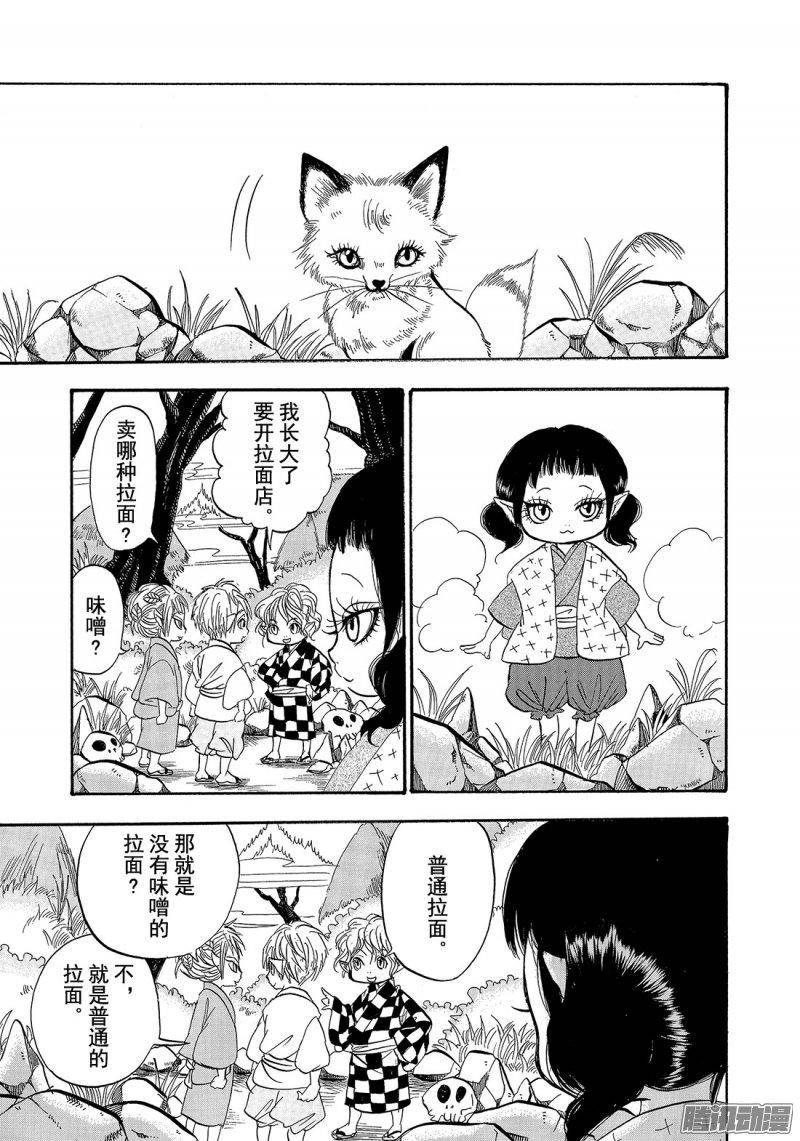 我长大了
要开拉面
店。
卖哪种拉面?
味噌?
普通拉面。
那就是
没有味噌的
拉面?
不,
就是普通的
拉面。
腾讯动漫